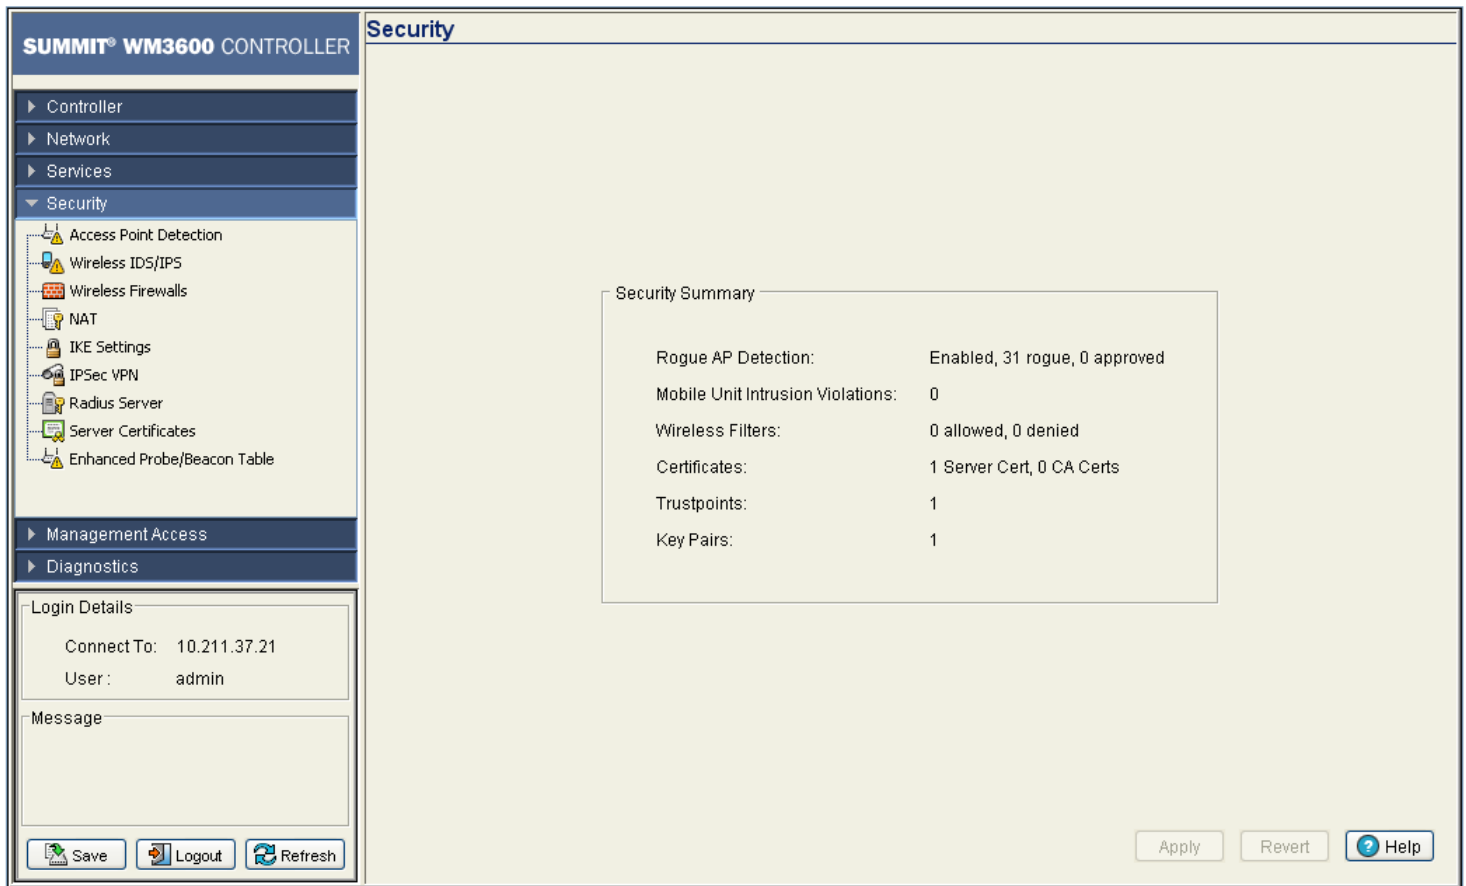 SUMMIT® WM3600 CONTROLLER
Controller
Network
Services
Security
Access Point Detection
Wireless IDS/IPS
Wireless Firewalls
NAT
IKE Settings
IPSec VPN
Radius Server
Server Certificates
Enhanced Probe/Beacon Table
Management Access
Diagnostics
Login Details
Connect To: 10.211.37.21
User : admin
Message
Save Logout Refresh
Security
Security Summary
Rogue AP Detection: Enabled, 31 rogue, 0 approved
Mobile Unit Intrusion Violations: 0
Wireless Filters: 0 allowed, 0 denied
Certificates: 1 Server Cert, 0 CA Certs
Trustpoints: 1
Key Pairs: 1
Apply Revert Help